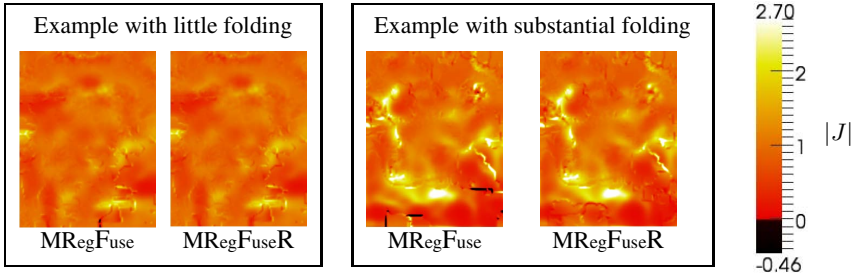 Example with little folding
MRegFuse MRegFuseR
Example with substantial folding
MRegFuse MRegFuseR
2.70
2
1
0
-0.46
|J|